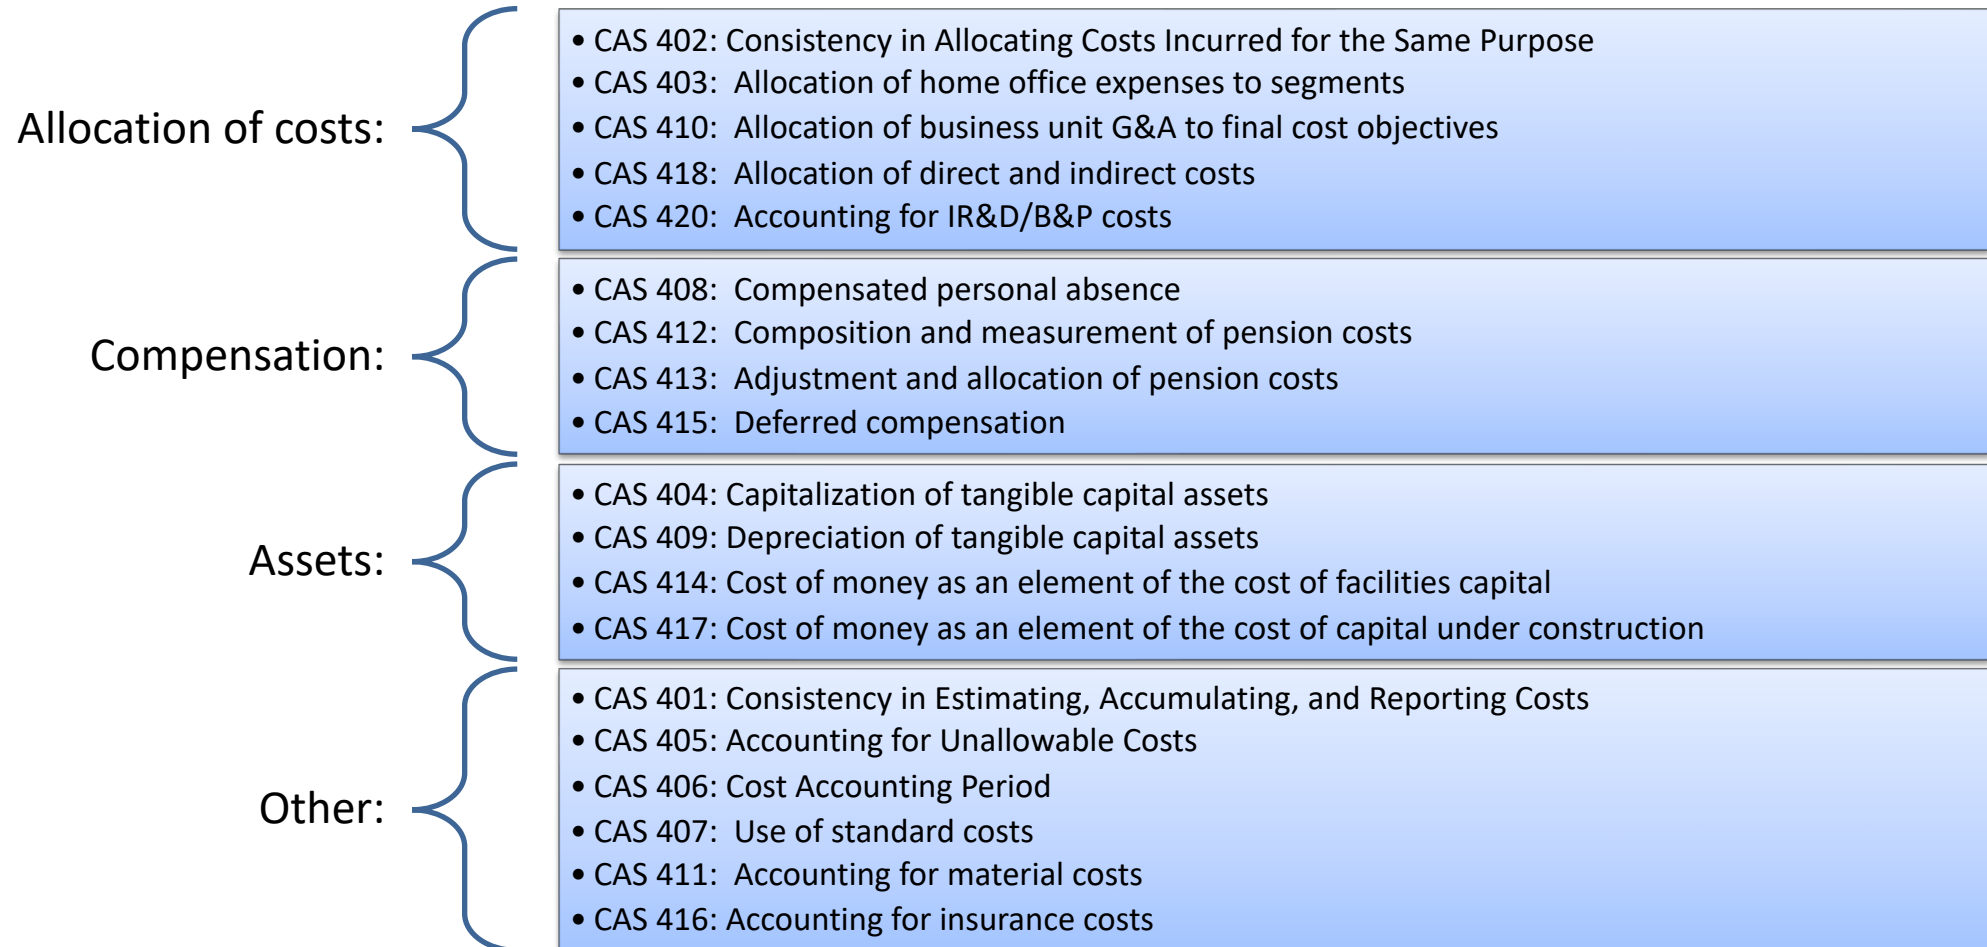 Allocation of costs:
• CAS 402: Consistency in Allocating Costs Incurred for the Same Purpose
• CAS 403:  Allocation of home office expenses to segments
• CAS 410:  Allocation of business unit G&A to final cost objectives
• CAS 418:  Allocation of direct and indirect costs
• CAS 420:  Accounting for IR&D/B&P costs
Compensation:
• CAS 408:  Compensated personal absence
• CAS 412:  Composition and measurement of pension costs
• CAS 413:  Adjustment and allocation of pension costs
• CAS 415:  Deferred compensation
Assets:
• CAS 404: Capitalization of tangible capital assets
• CAS 409: Depreciation of tangible capital assets
• CAS 414: Cost of money as an element of the cost of facilities capital
• CAS 417: Cost of money as an element of the cost of capital under construction
Other:
• CAS 401: Consistency in Estimating, Accumulating, and Reporting Costs
• CAS 405: Accounting for Unallowable Costs
• CAS 406: Cost Accounting Period
• CAS 407:  Use of standard costs
• CAS 411:  Accounting for material costs
• CAS 416: Accounting for insurance costs